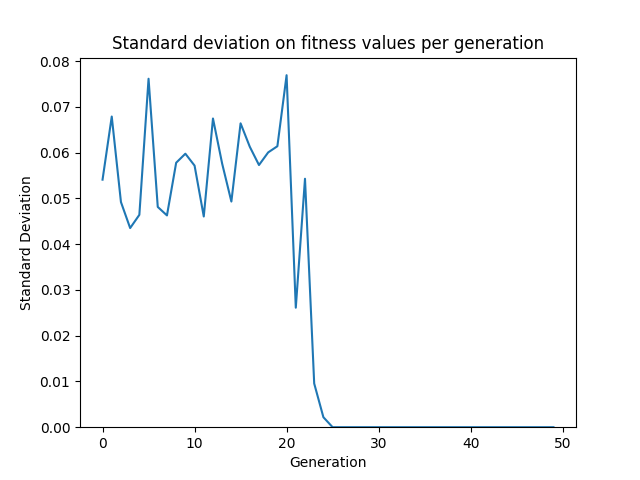 Standard deviation on fitness values per generation
0.08
0.07
0.06
0.05
0.04
0.03
0.02
0.01
0.00
Standard Deviation
0 10 20 30 40 50
Generation